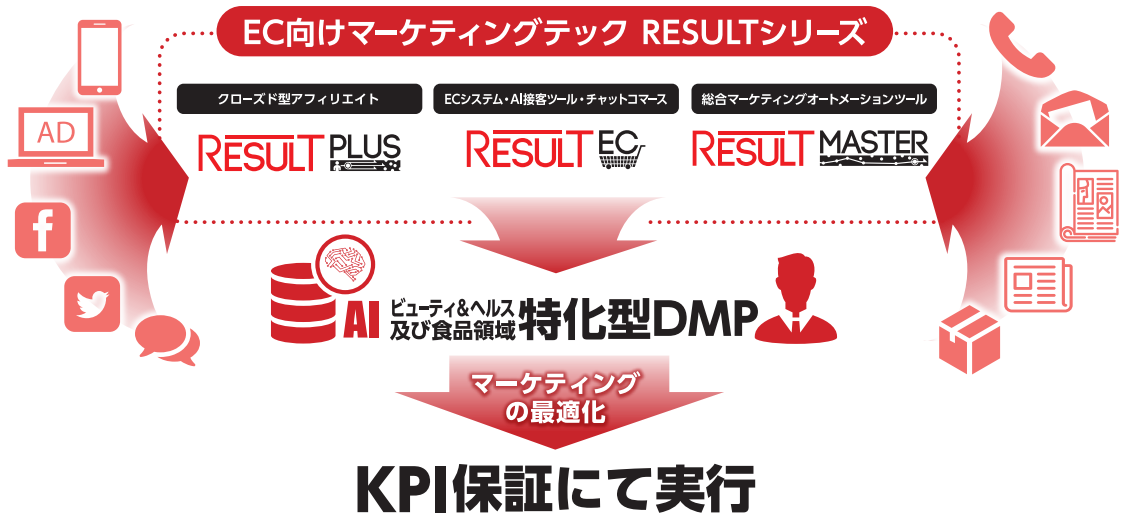 EC向けマーケティングテック RESULTシリーズ
クローズド型アフィリエイト
ECシステム・AI接客ツール・チャットコマース
総合マーケティングオートメーションツール
RESULT PLUS
RESULT EC
RESULT MASTER
AD
f
AI ビューティ&ヘルス
及び食品領域 特化型DMP
マーケティング
の最適化
KPI保証にて実行